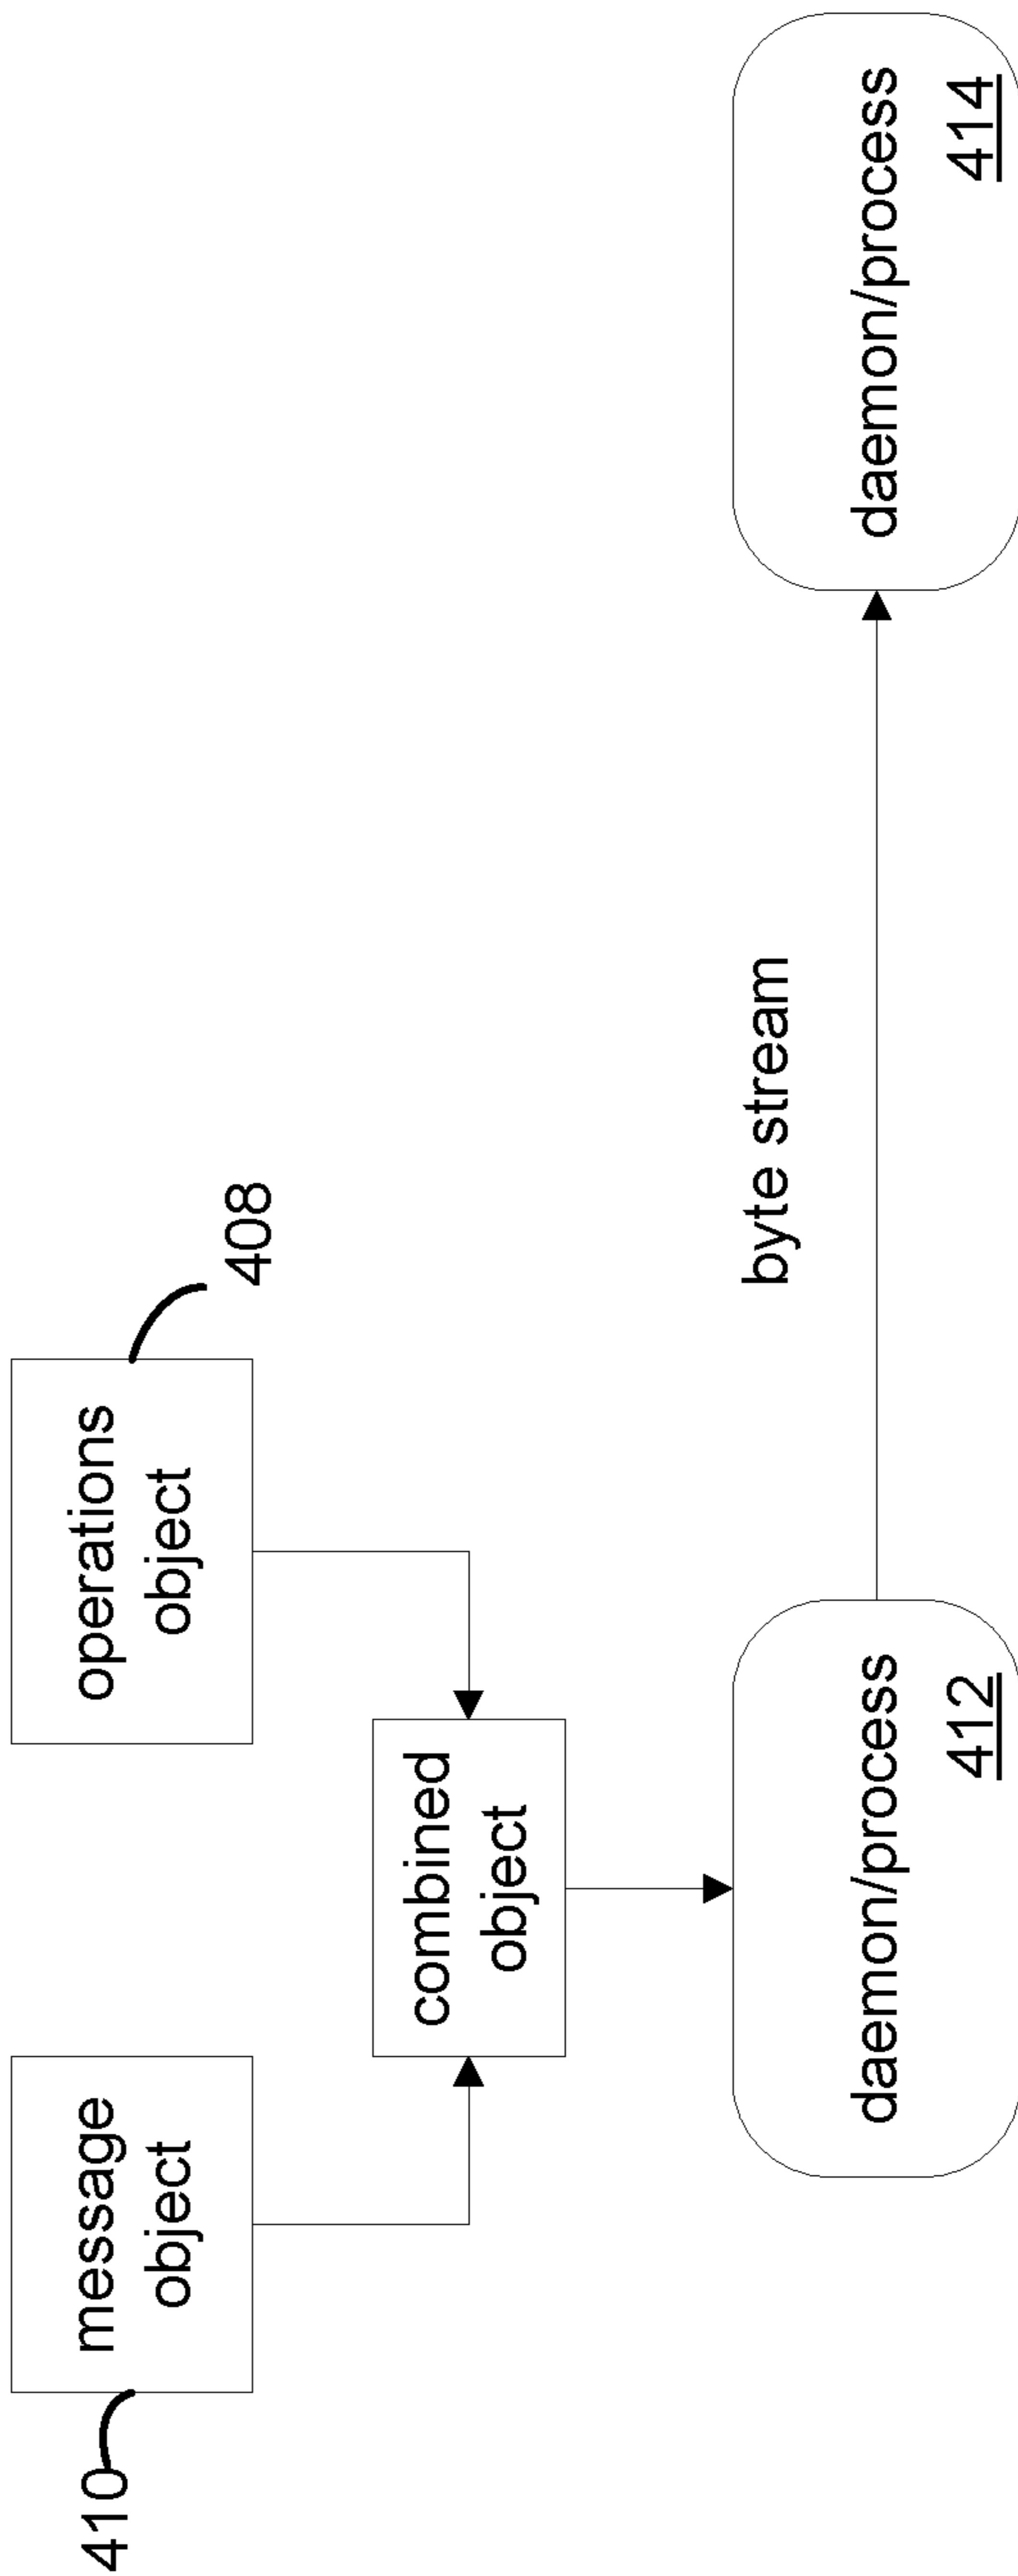 410
message
object
operations
object
408
combined
object
daemon/process
412
byte stream
daemon/process
414